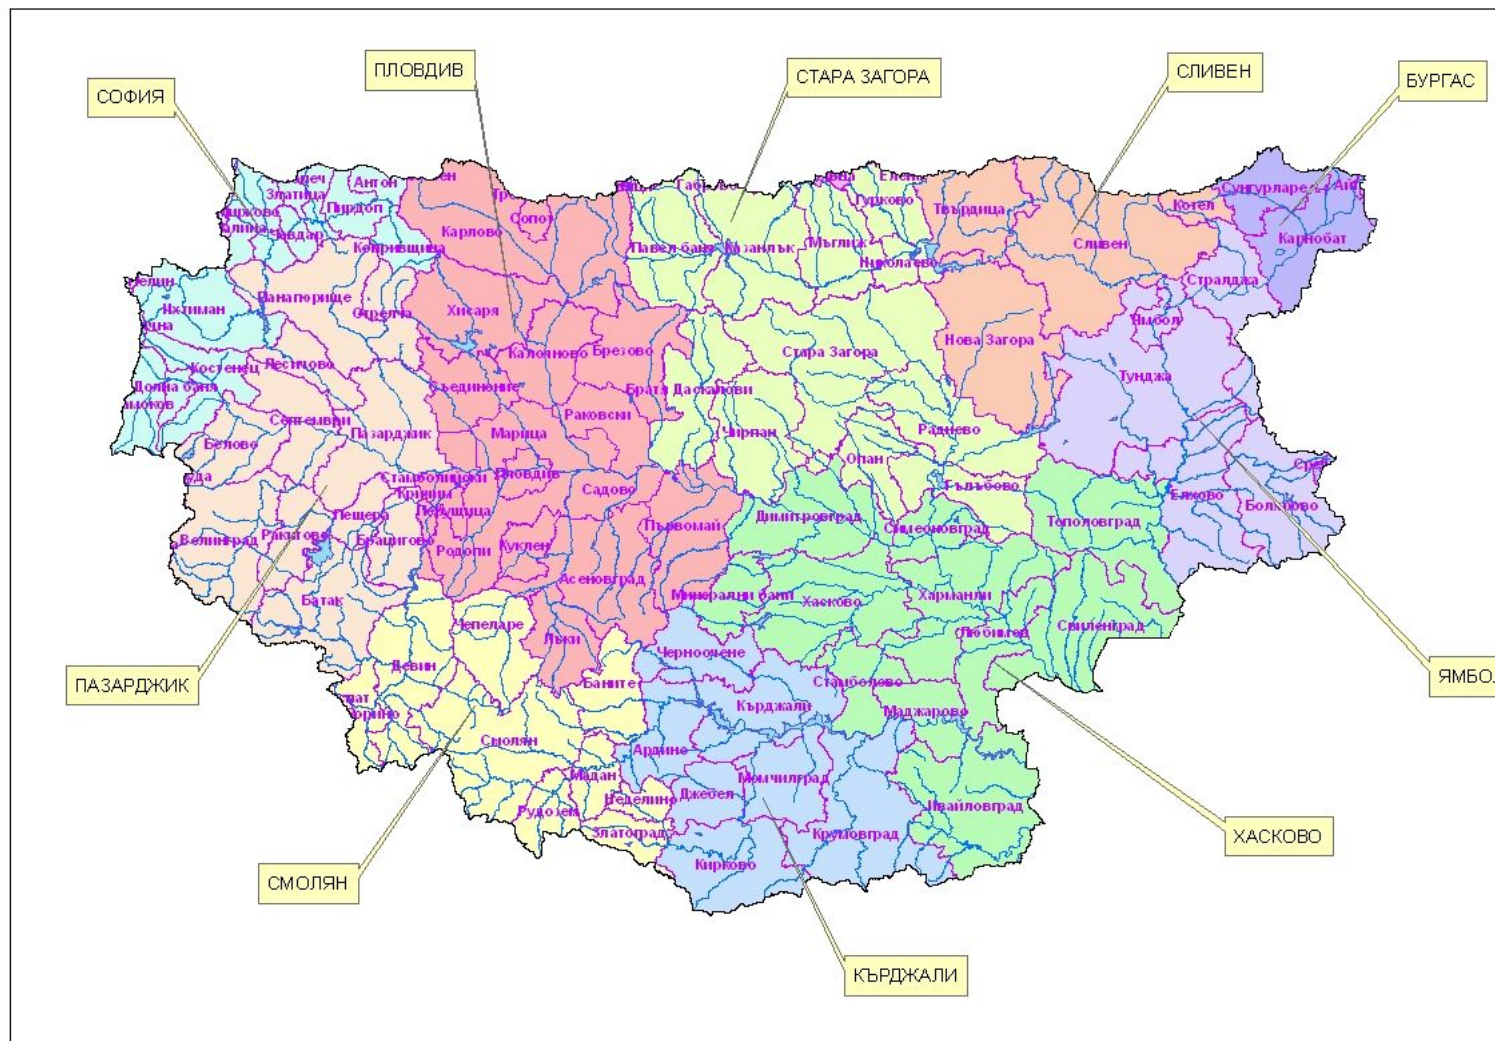 ПЛОВДИВ
СТАРА ЗАГОРА
СЛИВЕН
БУРГАС
СОФИЯ
Златица
Антон
Пирдоп
Копривщица
Карлово
Сопот
Павел баня
Казанлък
Мъглиж
Гурково
Николаево
Твърдица
Сливен
Котел
Сунгурларе
Карнобат
Стралджа
Ихтиман
Панагюрище
Стрелча
Хисаря
Калояново
Брезово
Стара Загора
Нова Загора
Ямбол
Тунджа
Костенец
Лесичово
Долна баня
Съединение
Братя Даскалови
Раковски
Септември
Пазарджик
Белово
Марица
Чирпан
Раднево
Опан
Стамболийски
Пловдив
Садово
Гълъбово
Елхово
Болярово
Пещера
Перущица
Първомай
Димитровград
Симеоновград
Тополовград
Велинград
Ракитово
Брацигово
Родопи
Куклен
Асеновград
Батак
Минерални бани
Хасково
Харманли
Любимец
Свиленград
Чепеларе
Лъки
Черноочене
Девин
Баните
Стамболово
Кърджали
Маджарово
ПАЗАРДЖИК
Смолян
Ардино
Мадан
Момчилград
Джебел
Неделино
Рудозем
Златоград
Кирково
Крумовград
Ивайловград
ХАСКОВО
СМОЛЯН
КЪРДЖАЛИ